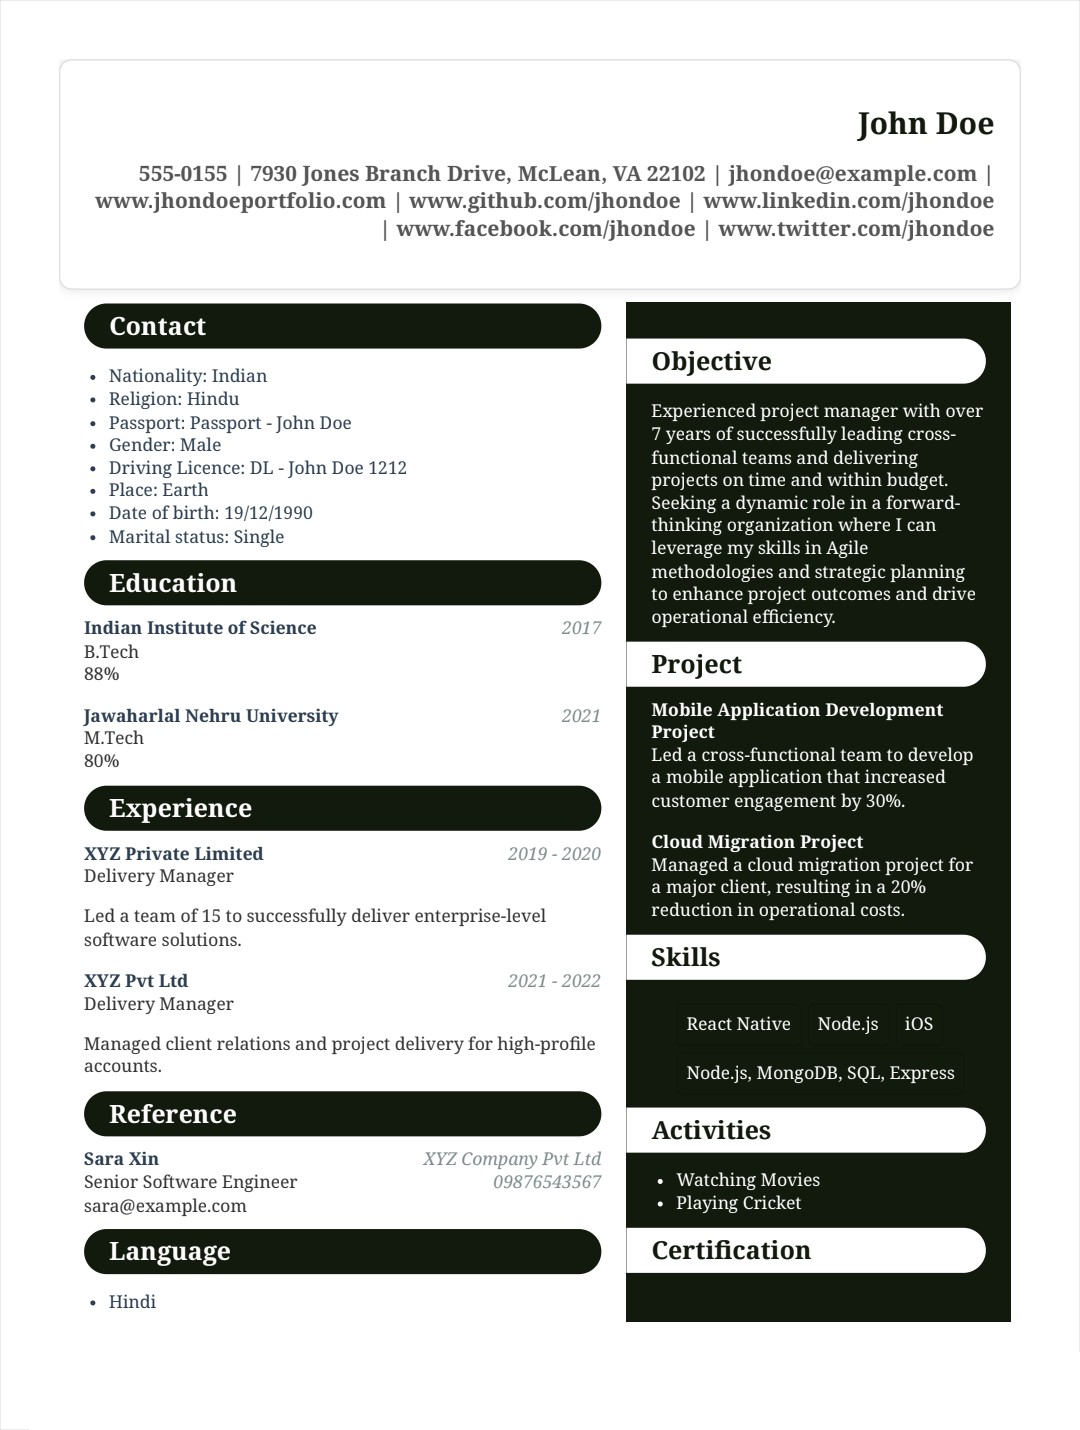 John Doe
555-0155 | 7930 Jones Branch Drive, McLean, VA 22102 | jhondoe@example.com |
www.jhondoeportfolio.com | www.github.com/jhondoe | www.linkedin.com/jhondoe
| www.facebook.com/jhondoe | www.twitter.com/jhondoe
Contact
• Nationality: Indian
• Religion: Hindu
• Passport: Passport - John Doe
• Gender: Male
• Driving Licence: DL - John Doe 1212
• Place: Earth
• Date of birth: 19/12/1990
• Marital status: Single
Education
Indian Institute of Science 2017
B.Tech
88%
Jawaharlal Nehru University 2021
M.Tech
80%
Experience
XYZ Private Limited 2019 - 2020
Delivery Manager
Led a team of 15 to successfully deliver enterprise-level
software solutions.
XYZ Pvt Ltd 2021 - 2022
Delivery Manager
Managed client relations and project delivery for high-profile
accounts.
Reference
Sara Xin XYZ Company Pvt Ltd
Senior Software Engineer 09876543567
sara@example.com
Language
• Hindi
Objective
Experienced project manager with over
7 years of successfully leading cross-
functional teams and delivering
projects on time and within budget.
Seeking a dynamic role in a forward-
thinking organization where I can
leverage my skills in Agile
methodologies and strategic planning
to enhance project outcomes and drive
operational efficiency.
Project
Mobile Application Development
Project
Led a cross-functional team to develop
a mobile application that increased
customer engagement by 30%.
Cloud Migration Project
Managed a cloud migration project for
a major client, resulting in a 20%
reduction in operational costs.
Skills
React Native Node.js iOS
Node.js, MongoDB, SQL, Express
Activities
• Watching Movies
• Playing Cricket
Certification